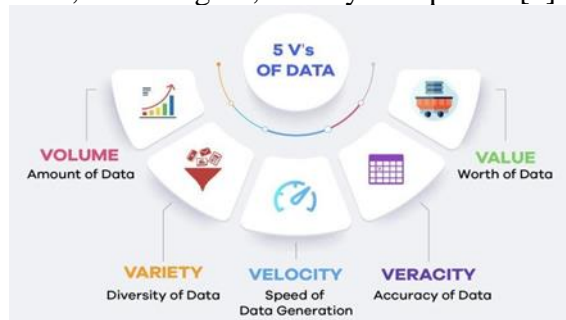 5 V's
OF DATA
VOLUME
Amount of Data
VALUE
Worth of Data
VARIETY
Diversity of Data
VELOCITY
Speed of
Data Generation
VERACITY
Accuracy of Data